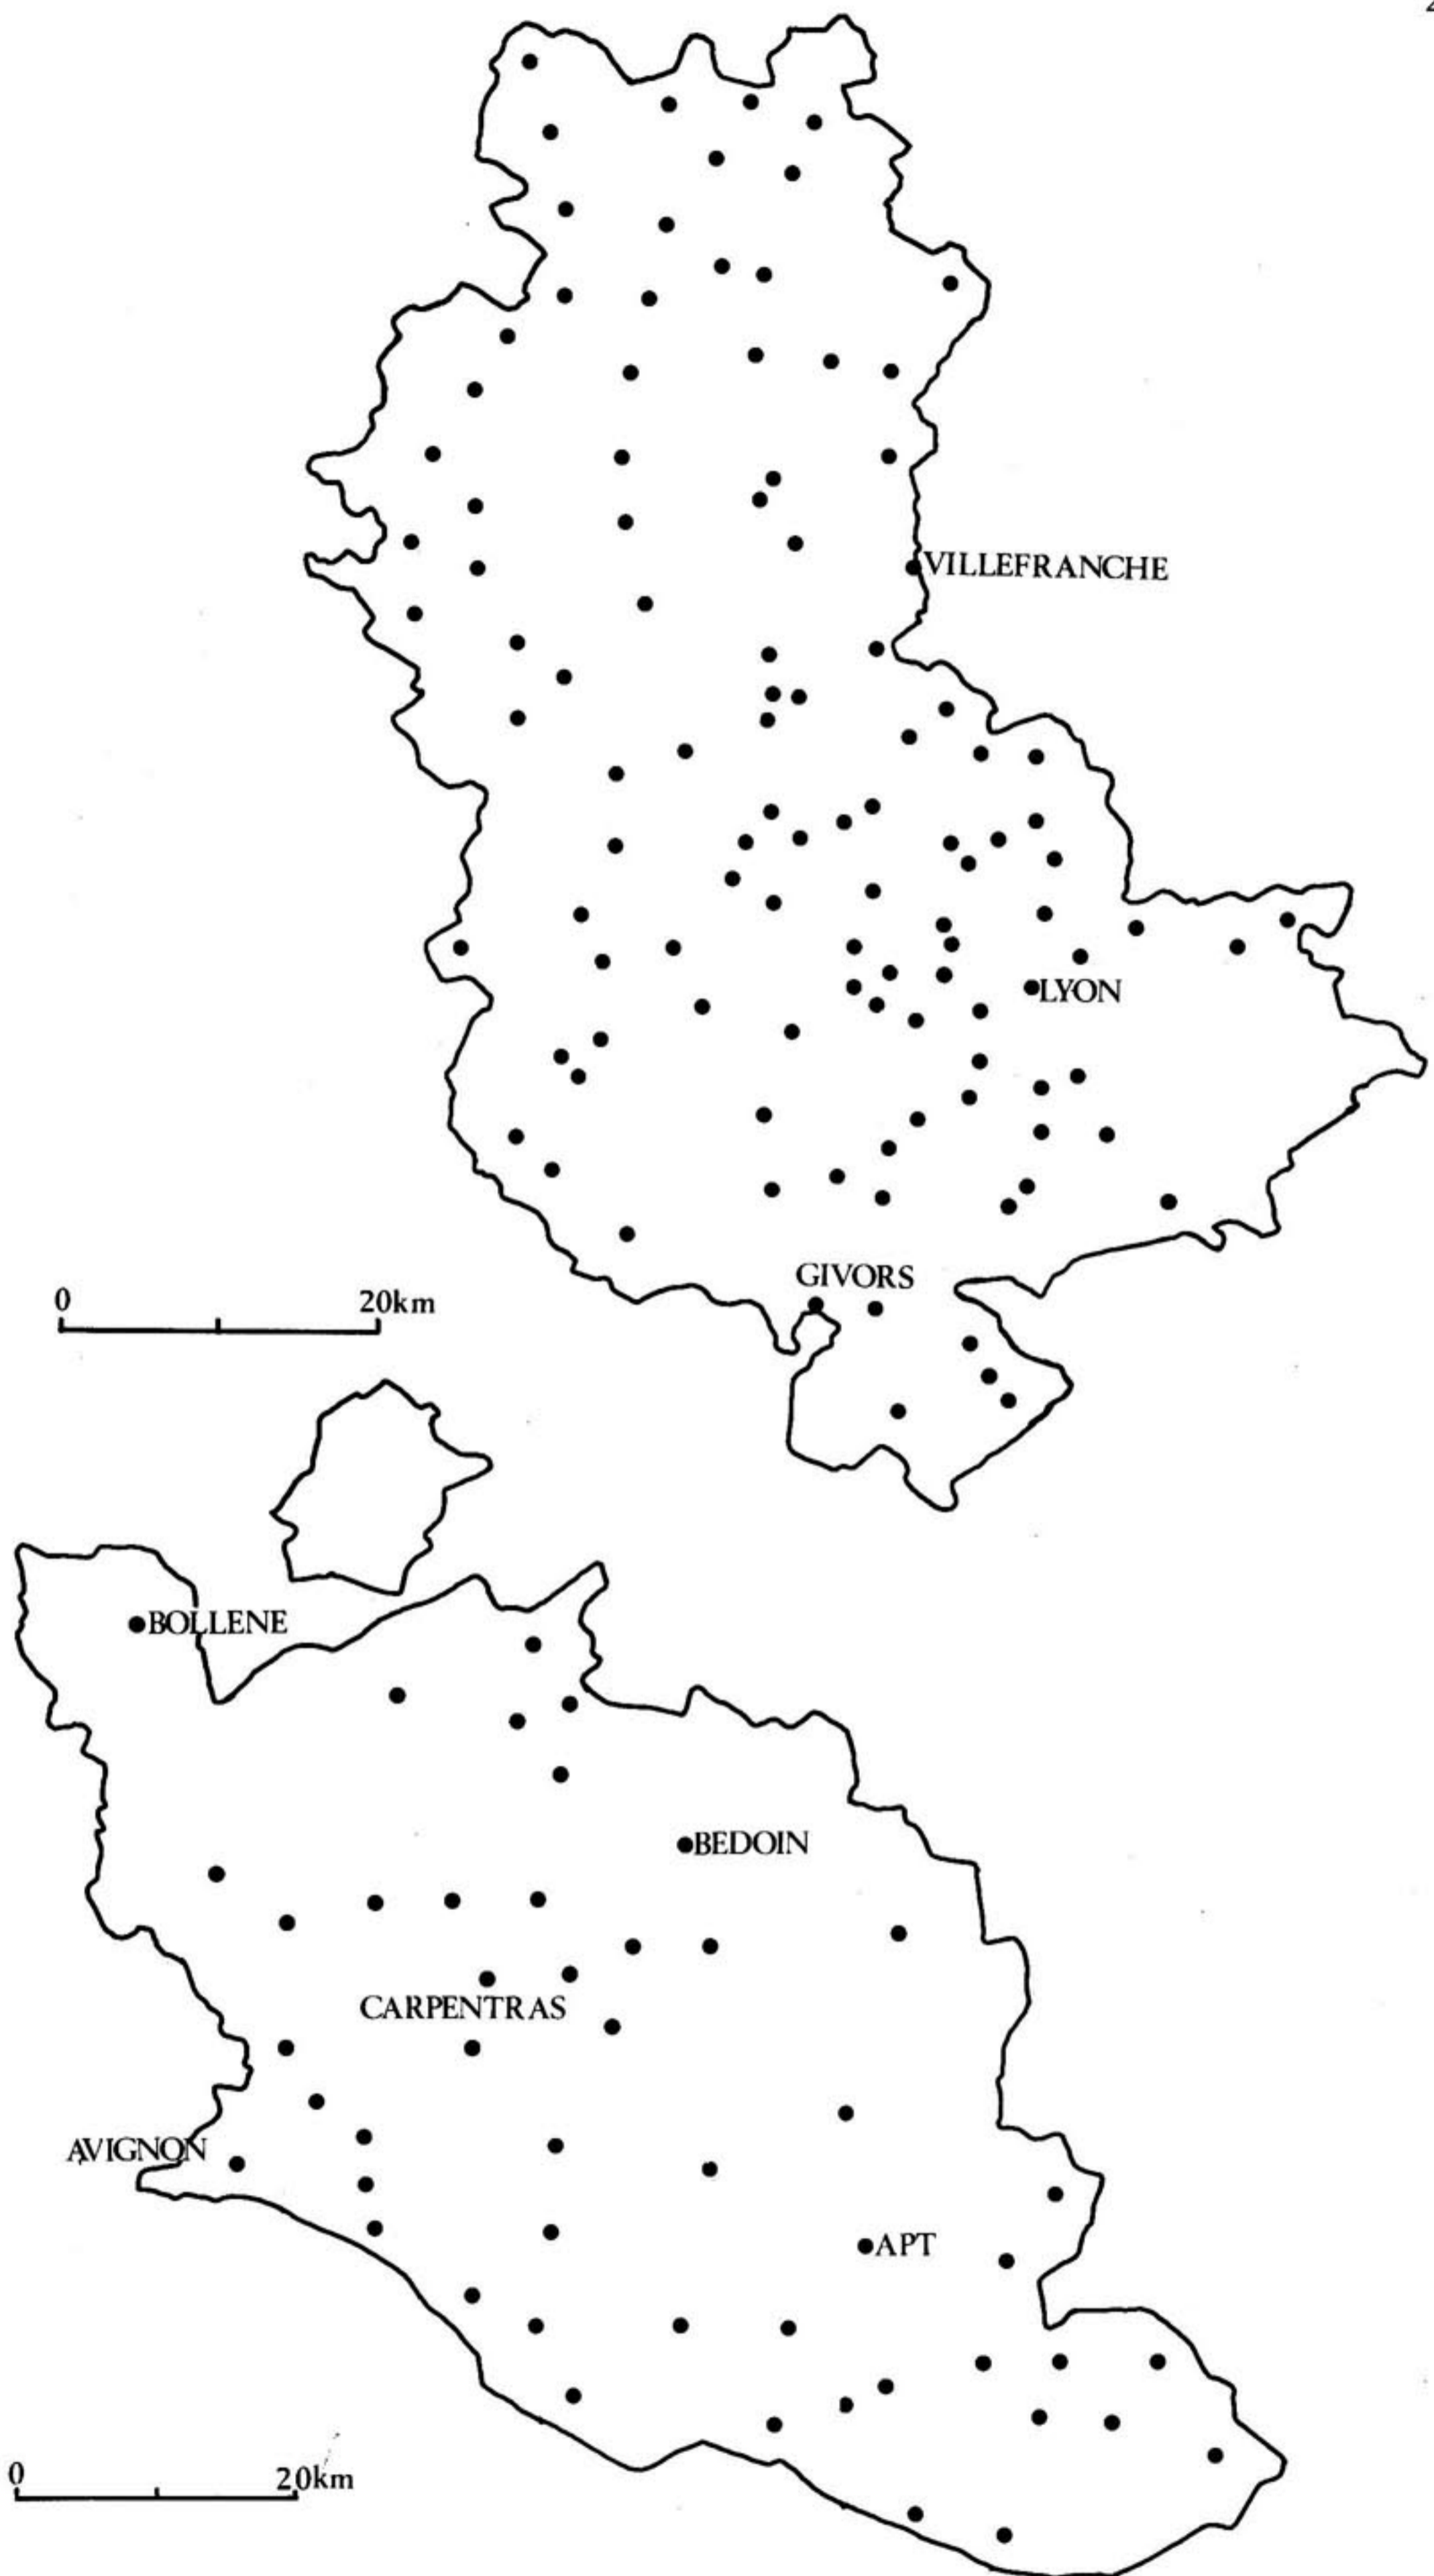 VILLEFRANCHE
LYON
GIVORS
0 20km
BOLLENE
BEDOIN
CARPENTRAS
AVIGNON
APT
0 20km